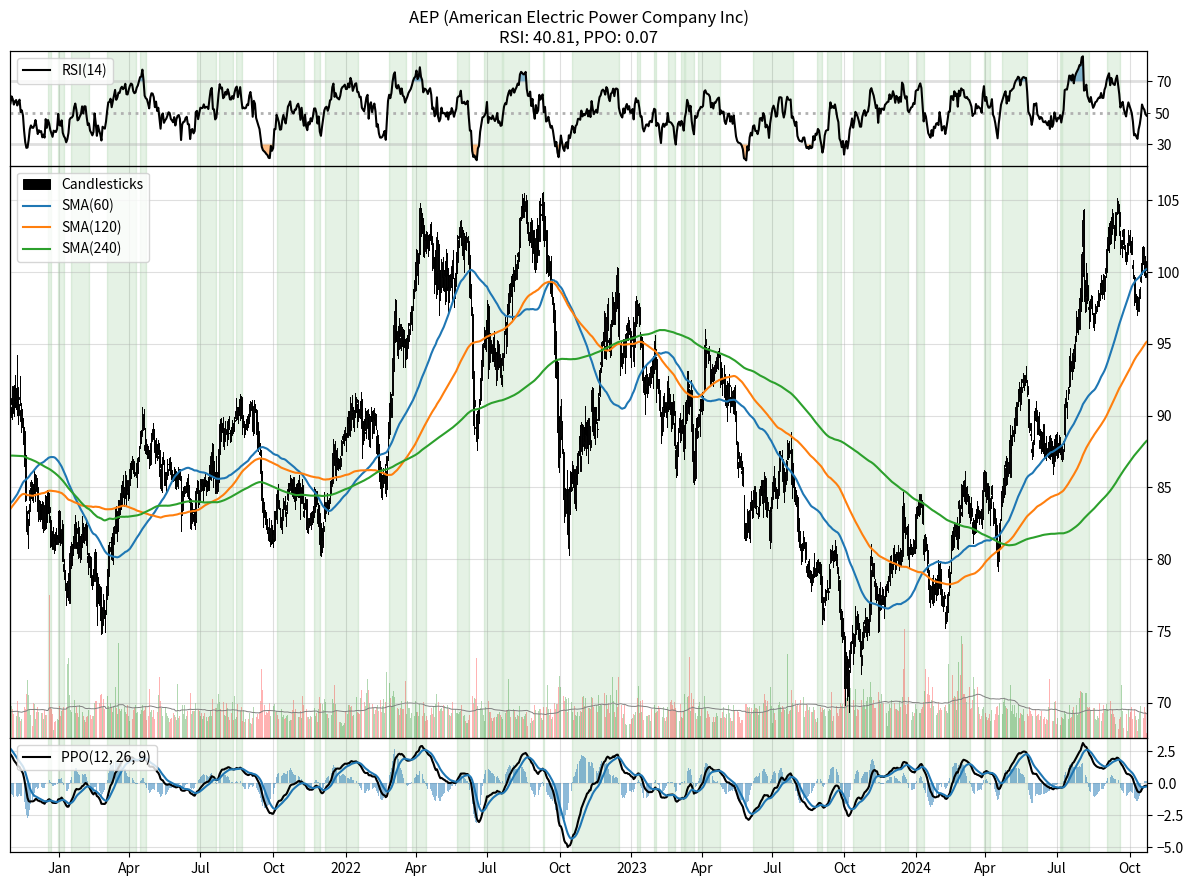 AEP (American Electric Power Company Inc)
RSI: 40.81, PPO: 0.07
RSI(14)
70
50
30
Candlesticks
SMA(60)
SMA(120)
SMA(240)
105
100
95
90
85
80
75
70
PPO(12, 26, 9)
2.5
0.0
−2.5
−5.0
Jan Apr Jul Oct 2022 Apr Jul Oct 2023 Apr Jul Oct 2024 Apr Jul Oct